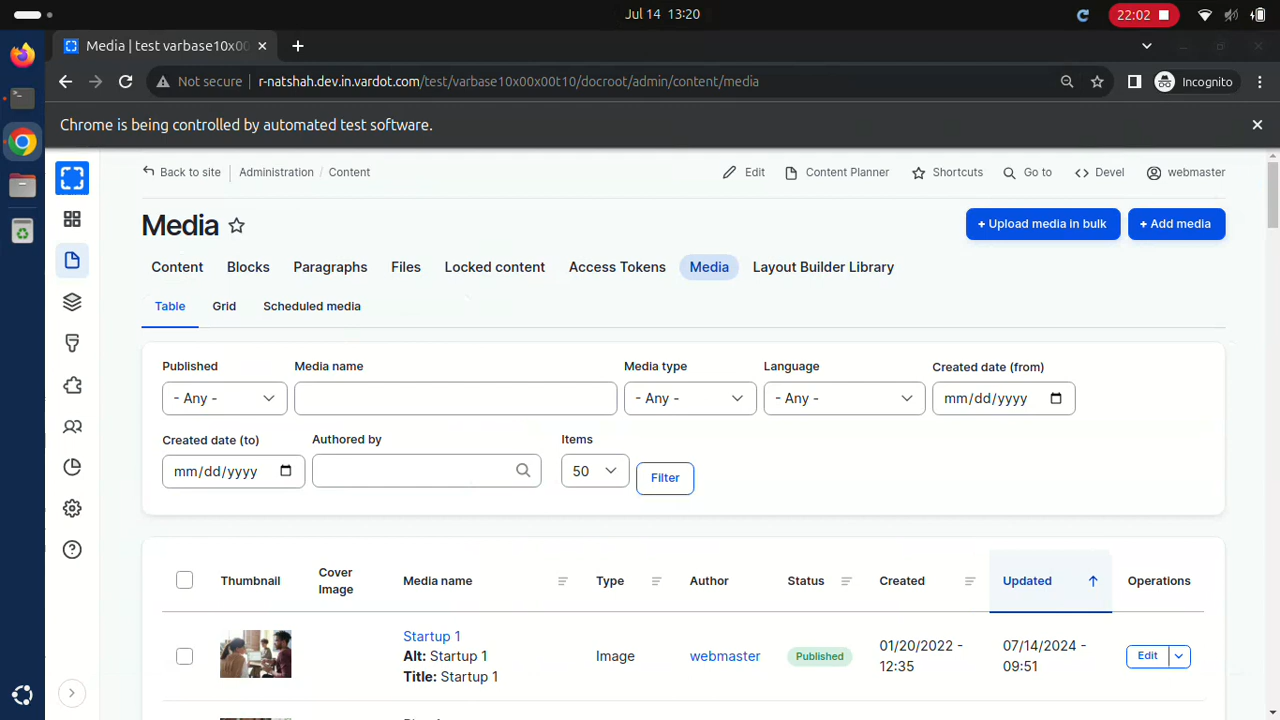 Jul 14 13:20
22:02
Media | test varbase10x00
Not secure
r-natshah.dev.in.vardot.com/test/varbase10x00x00t10/docroot/admin/content/media
Incognito
Chrome is being controlled by automated test software.
Back to site
Administration / Content
Edit
Content Planner
Shortcuts
Go to
Devel
webmaster
Media
+ Upload media in bulk
+ Add media
Content
Blocks
Paragraphs
Files
Locked content
Access Tokens
Media
Layout Builder Library
Table
Grid
Scheduled media
Published
Media name
Media type
Language
Created date (from)
- Any -
- Any -
- Any -
mm/dd/yyyy
Created date (to)
Authored by
Items
mm/dd/yyyy
50
Filter
Thumbnail
Cover
Image
Media name
Type
Author
Status
Created
Updated
Operations
Startup 1
Alt: Startup 1
Title: Startup 1
Image
webmaster
Published
01/20/2022 -
12:35
07/14/2024 -
09:51
Edit